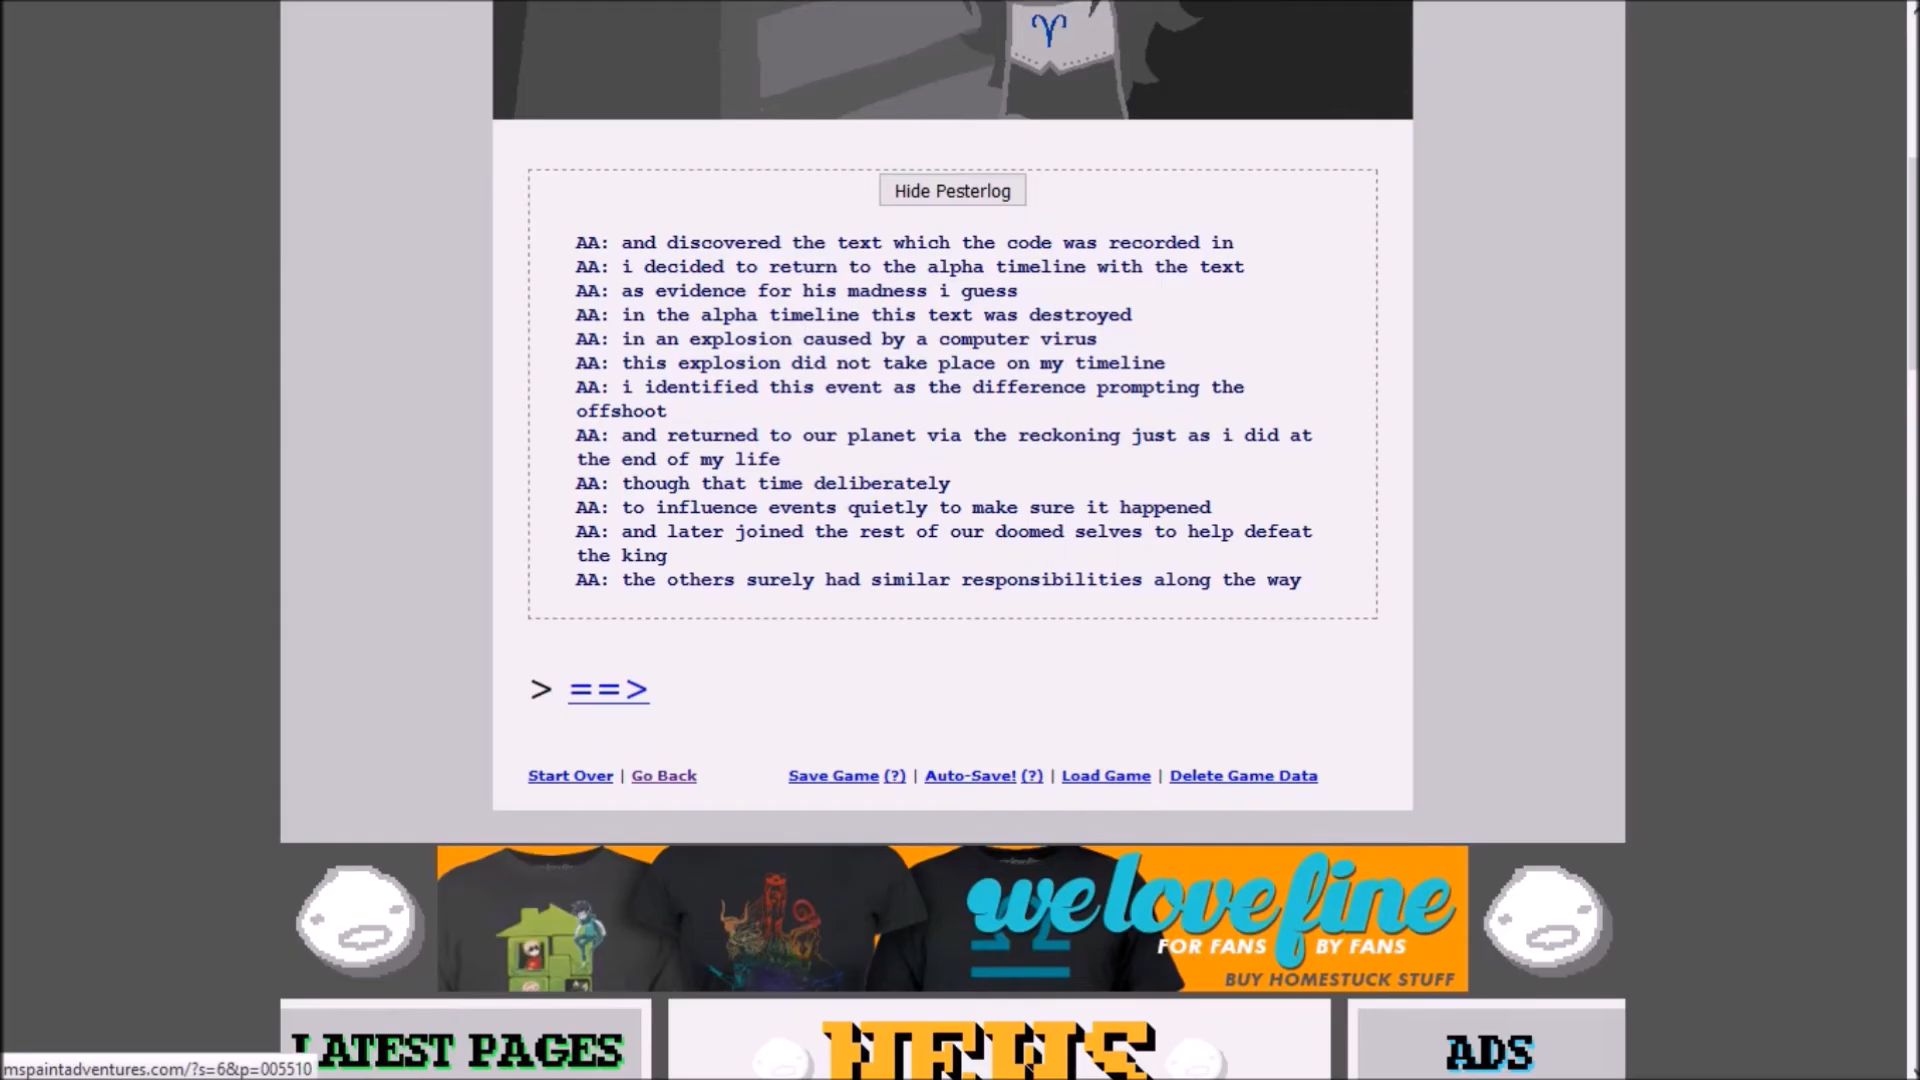 Hide Pesterlog
AA: and discovered the text which the code was recorded in
AA: i decided to return to the alpha timeline with the text
AA: as evidence for his madness i guess
AA: in the alpha timeline this text was destroyed
AA: in an explosion caused by a computer virus
AA: this explosion did not take place on my timeline
AA: i identified this event as the difference prompting the
offshoot
AA: and returned to our planet via the reckoning just as i did at
the end of my life
AA: though that time deliberately
AA: to influence events quietly to make sure it happened
AA: and later joined the rest of our doomed selves to help defeat
the king
AA: the others surely had similar responsibilities along the way
> ==>
Start Over | Go Back Save Game (?) | Auto-Save! (?) | Load Game | Delete Game Data
welovefine
FOR FANS BY FANS
BUY HOMESTUCK STUFF
LATEST PAGES
NEWS
ADS
mspaintadventures.com/?s=6&p=005510